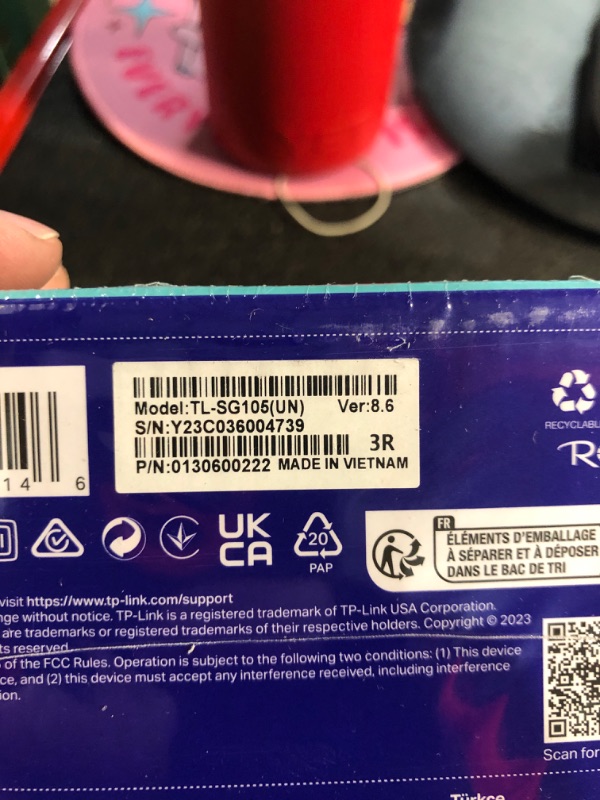 EVERY
Model:TL-SG105(UN) Ver:8.6
S/N:Y23C036004739
3R
P/N:0130600222 MADE IN VIETNAM
14 6
RECYCLABL
R
UK
CA
20
PAP
FR
ÉLÉMENTS D'EMBALLAGE
À SÉPARER ET À DÉPOSER
DANS LE BAC DE TRI
visit https://www.tp-link.com/support
nge without notice. TP-Link is a registered trademark of TP-Link USA Corporation.
are trademarks or registered trademarks of their respective holders. Copyright © 2023
ts reserved.
of the FCC Rules. Operation is subject to the following two conditions: (1) This device
ce, and (2) this device must accept any interference received, including interference
ion.
Scan for
Türkçe